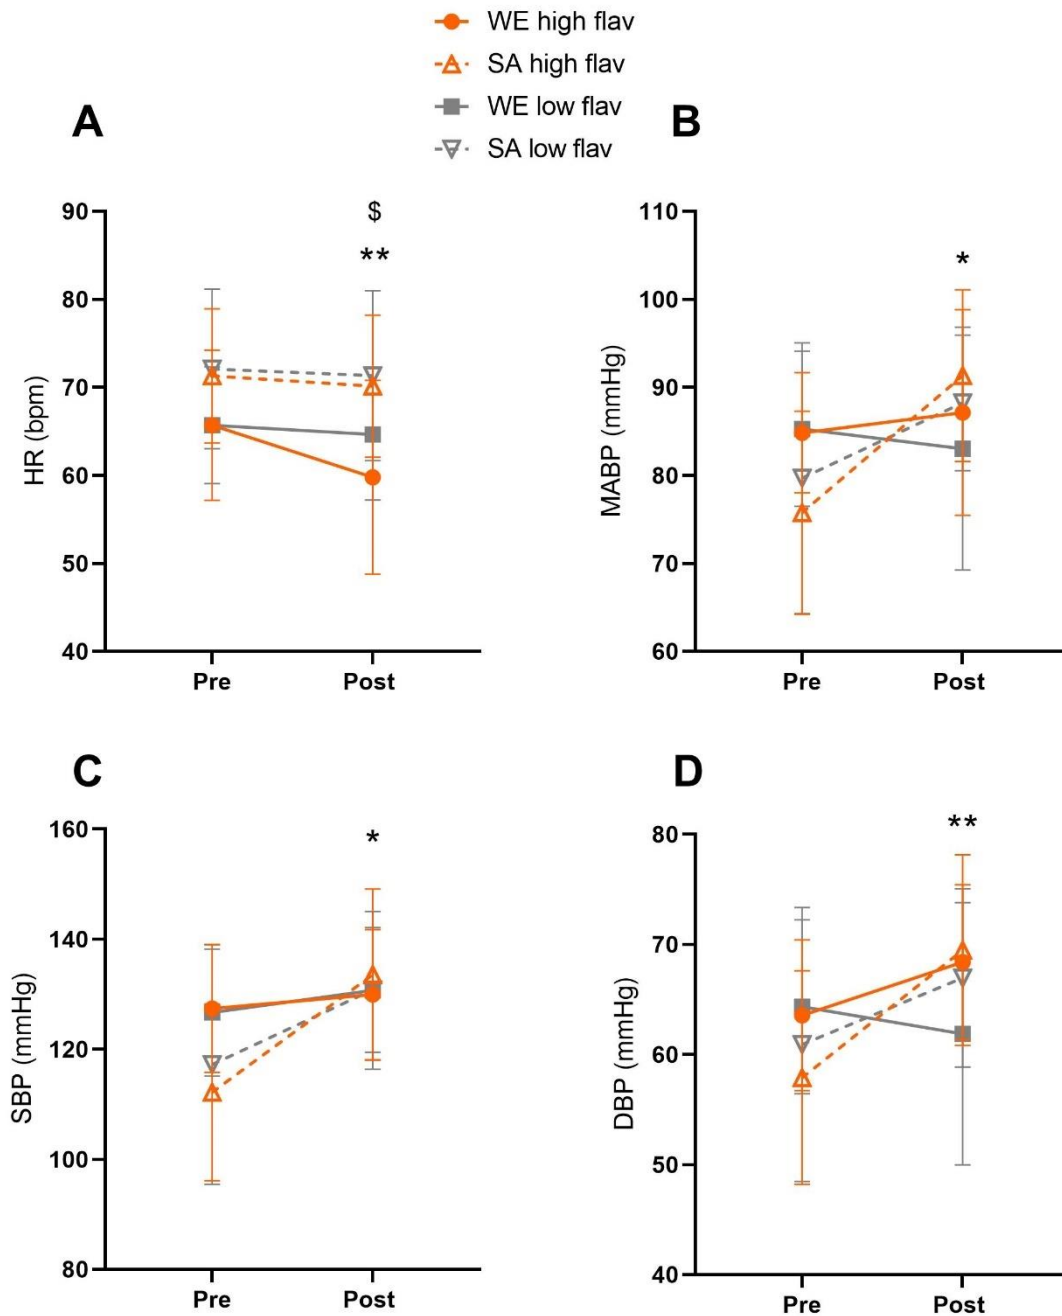 WE high flav
SA high flav
WE low flav
SA low flav
A
HR (bpm)
90
80
70
60
50
40
$
**
Pre
Post
B
MABP (mmHg)
110
100
90
80
70
60
*
Pre
Post
C
SBP (mmHg)
160
140
120
100
80
*
Pre
Post
D
DBP (mmHg)
80
70
60
50
40
**
Pre
Post